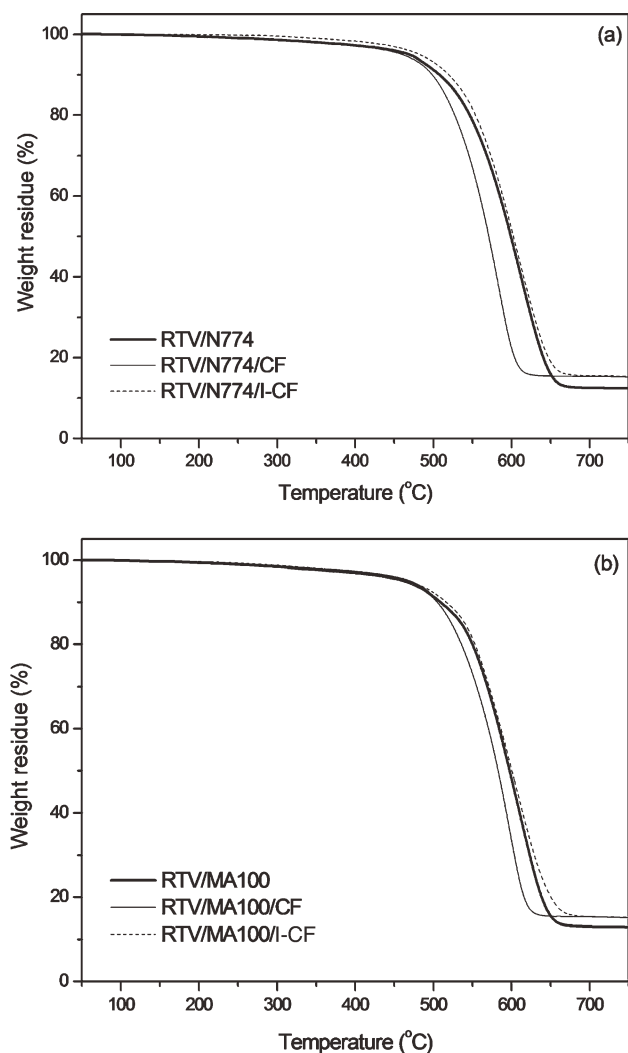 (a)
100
80
60
40
20
0
Weight residue (%)
RTV/N774
RTV/N774/CF
RTV/N774/I-CF
100 200 300 400 500 600 700
Temperature (°C)
(b)
100
80
60
40
20
0
Weight residue (%)
RTV/MA100
RTV/MA100/CF
RTV/MA100/I-CF
100 200 300 400 500 600 700
Temperature (°C)